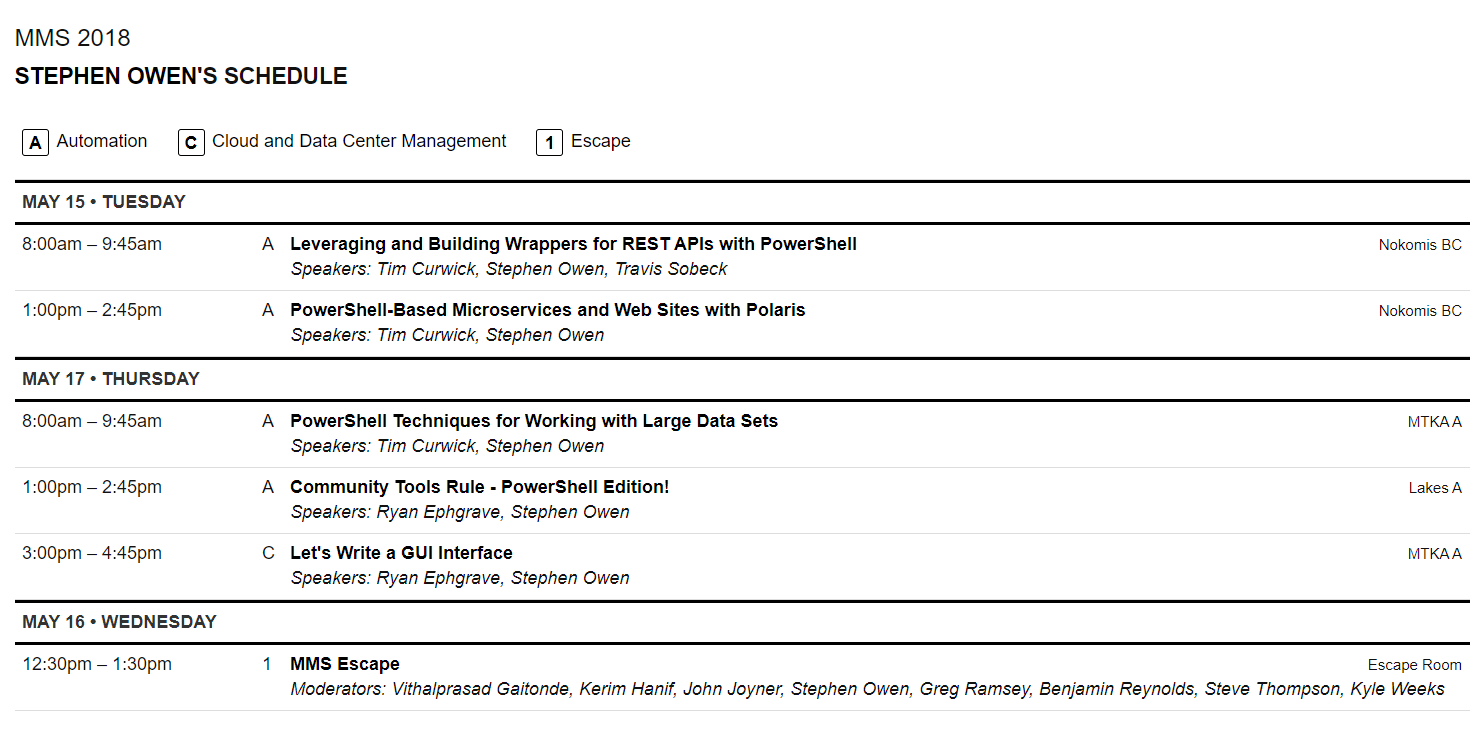 MMS 2018
STEPHEN OWEN'S SCHEDULE
A Automation C Cloud and Data Center Management 1 Escape
MAY 15 • TUESDAY
8:00am – 9:45am A Leveraging and Building Wrappers for REST APIs with PowerShell Nokomis BC
Speakers: Tim Curwick, Stephen Owen, Travis Sobeck
1:00pm – 2:45pm A PowerShell-Based Microservices and Web Sites with Polaris Nokomis BC
Speakers: Tim Curwick, Stephen Owen
MAY 17 • THURSDAY
8:00am – 9:45am A PowerShell Techniques for Working with Large Data Sets MTKA A
Speakers: Tim Curwick, Stephen Owen
1:00pm – 2:45pm A Community Tools Rule - PowerShell Edition! Lakes A
Speakers: Ryan Ephgrave, Stephen Owen
3:00pm – 4:45pm C Let's Write a GUI Interface MTKA A
Speakers: Ryan Ephgrave, Stephen Owen
MAY 16 • WEDNESDAY
12:30pm – 1:30pm 1 MMS Escape Escape Room
Moderators: Vithalprasad Gaitonde, Kerim Hanif, John Joyner, Stephen Owen, Greg Ramsey, Benjamin Reynolds, Steve Thompson, Kyle Weeks